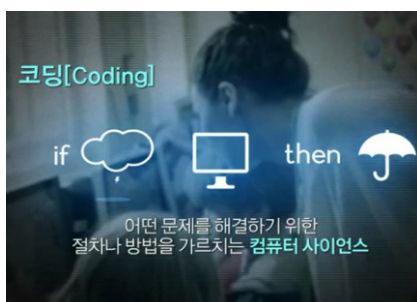 코딩[Coding]
if then
어떤 문제를 해결하기 위한
절차나 방법을 가르치는 컴퓨터 사이언스